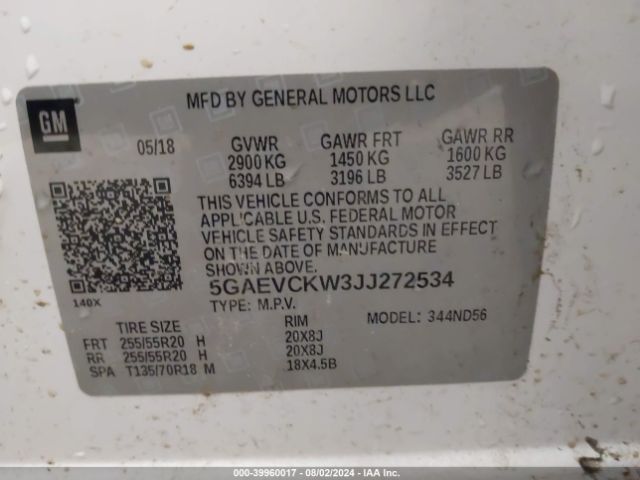 MFD BY GENERAL MOTORS LLC
GM
05/18 GVWR GAWR FRT GAWR RR
2900 KG 1450 KG 1600 KG
6394 LB 3196 LB 3527 LB
THIS VEHICLE CONFORMS TO ALL
APPLICABLE U.S. FEDERAL MOTOR
VEHICLE SAFETY STANDARDS IN EFFECT
ON THE DATE OF MANUFACTURE
SHOWN ABOVE.
140X
5GAEVCKW3JJ272534
TYPE: M.P.V. MODEL: 344ND56
TIRE SIZE RIM
FRT 255/55R20 H 20X8J
RR 255/55R20 H 20X8J
SPA T135/70R18 M 18X4.5B
000-39960017 - 08/02/2024 - IAA Inc.